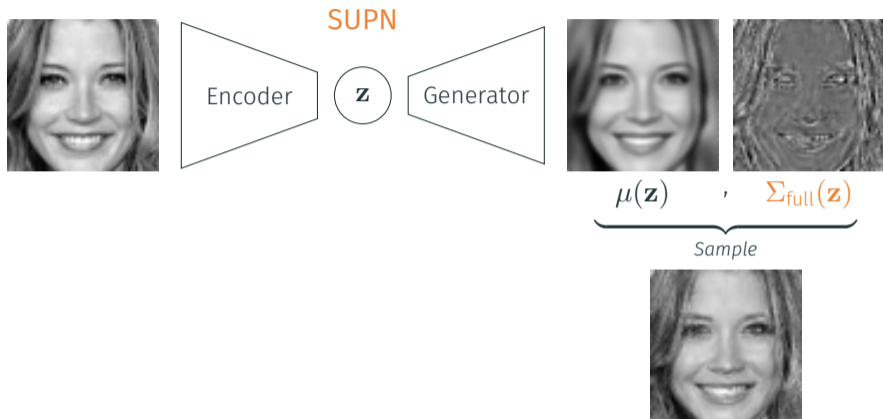 SUPN
Encoder z Generator
μ(z) , Σfull(z)
Sample